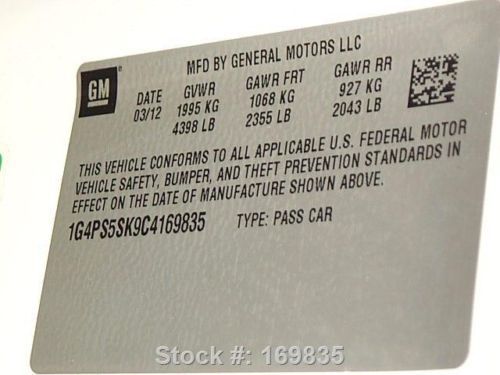 MFD BY GENERAL MOTORS LLC
GM
DATE GVWR GAWR FRT GAWR RR
03/12 1995 KG 1068 KG 927 KG
4398 LB 2355 LB 2043 LB
THIS VEHICLE CONFORMS TO ALL APPLICABLE U.S. FEDERAL MOTOR
VEHICLE SAFETY, BUMPER, AND THEFT PREVENTION STANDARDS IN
EFFECT ON THE DATE OF MANUFACTURE SHOWN ABOVE.
1G4PS5SK9C4169835 TYPE: PASS CAR
Stock #: 169835